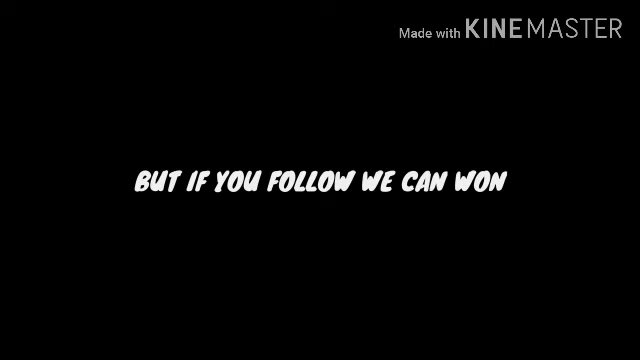 Made with KINEMASTER
BUT IF YOU FOLLOW WE CAN WON